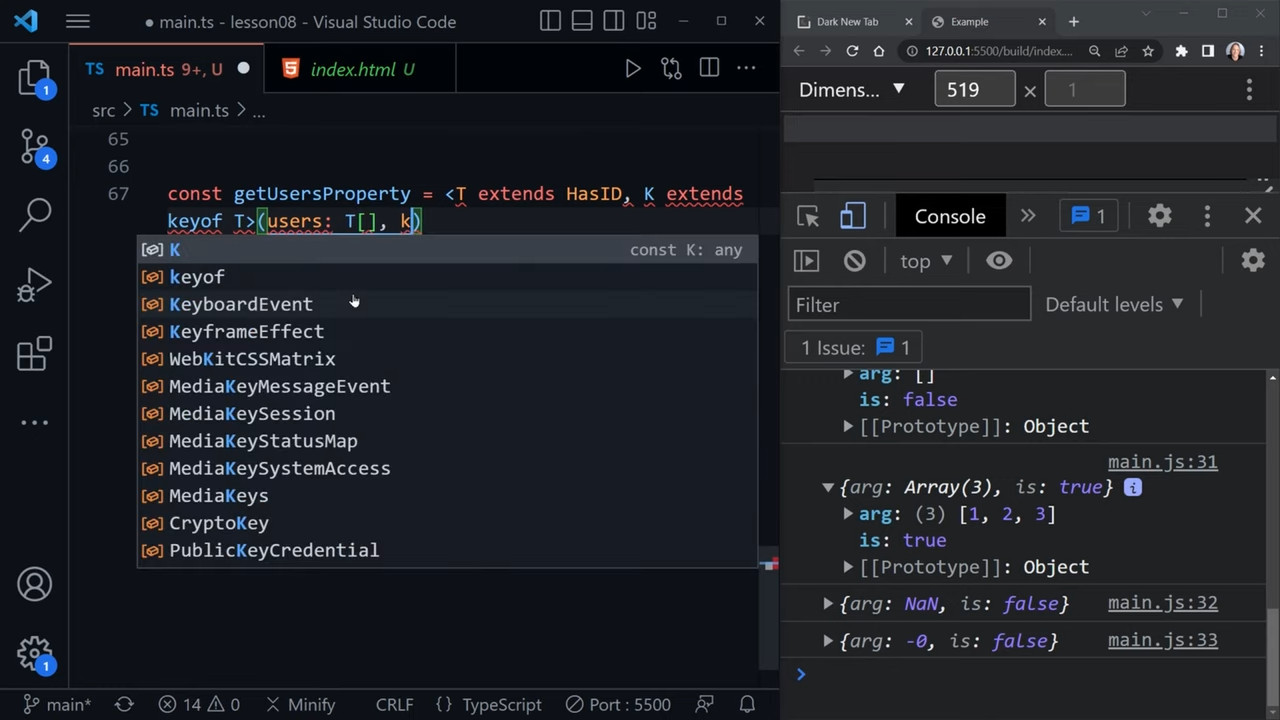 main.ts - lesson08 - Visual Studio Code
TS main.ts 9+, U
index.html U
src > TS main.ts > ...
65
66
67 const getUsersProperty = <T extends HasID, K extends
keyof T>(users: T[], k)
K const K: any
keyof
KeyboardEvent
KeyframeEffect
WebKitCSSMatrix
MediaKeyMessageEvent
MediaKeySession
MediaKeyStatusMap
MediaKeySystemAccess
MediaKeys
CryptoKey
PublicKeyCredential
1
4
1
main* 14 0 Minify CRLF {} TypeScript Port : 5500
Dark New Tab
Example
127.0.0.1:5500/build/index....
Dimens... 519 × 1
Console 1
top
Filter Default levels
1 Issue: 1
arg: []
is: false
[[Prototype]]: Object
main.js:31
{arg: Array(3), is: true} i
arg: (3) [1, 2, 3]
is: true
[[Prototype]]: Object
{arg: NaN, is: false} main.js:32
{arg: -0, is: false} main.js:33